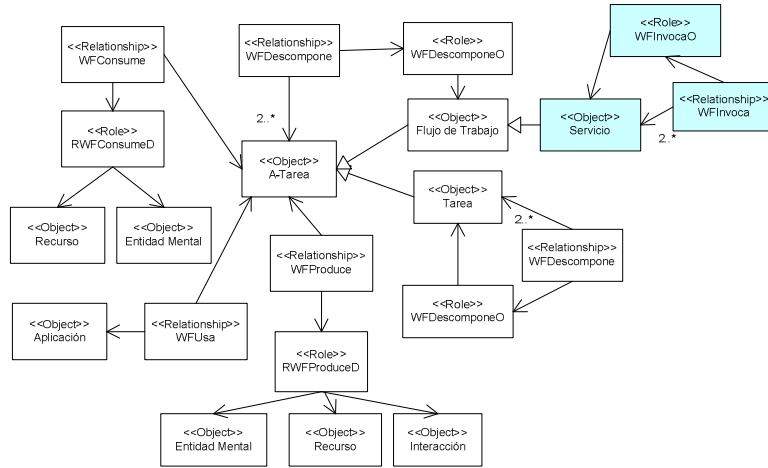 <<Relationship>>
WFConsume
<<Relationship>>
WFDescompone
<<Role>>
WFDescomponeO
<<Role>>
WFInvocaO
<<Relationship>>
WFInvoca
2..*
<<Role>>
RWFConsumeD
2..*
<<Object>>
Flujo de Trabajo
<<Object>>
Servicio
<<Object>>
A-Tarea
<<Object>>
Tarea
2..*
<<Object>>
Recurso
<<Object>>
Entidad Mental
<<Relationship>>
WFProduce
<<Relationship>>
WFDescompone
<<Object>>
Aplicación
<<Relationship>>
WFUsa
<<Role>>
WFDescomponeO
<<Role>>
RWFProduceD
<<Object>>
Entidad Mental
<<Object>>
Recurso
<<Object>>
Interacción